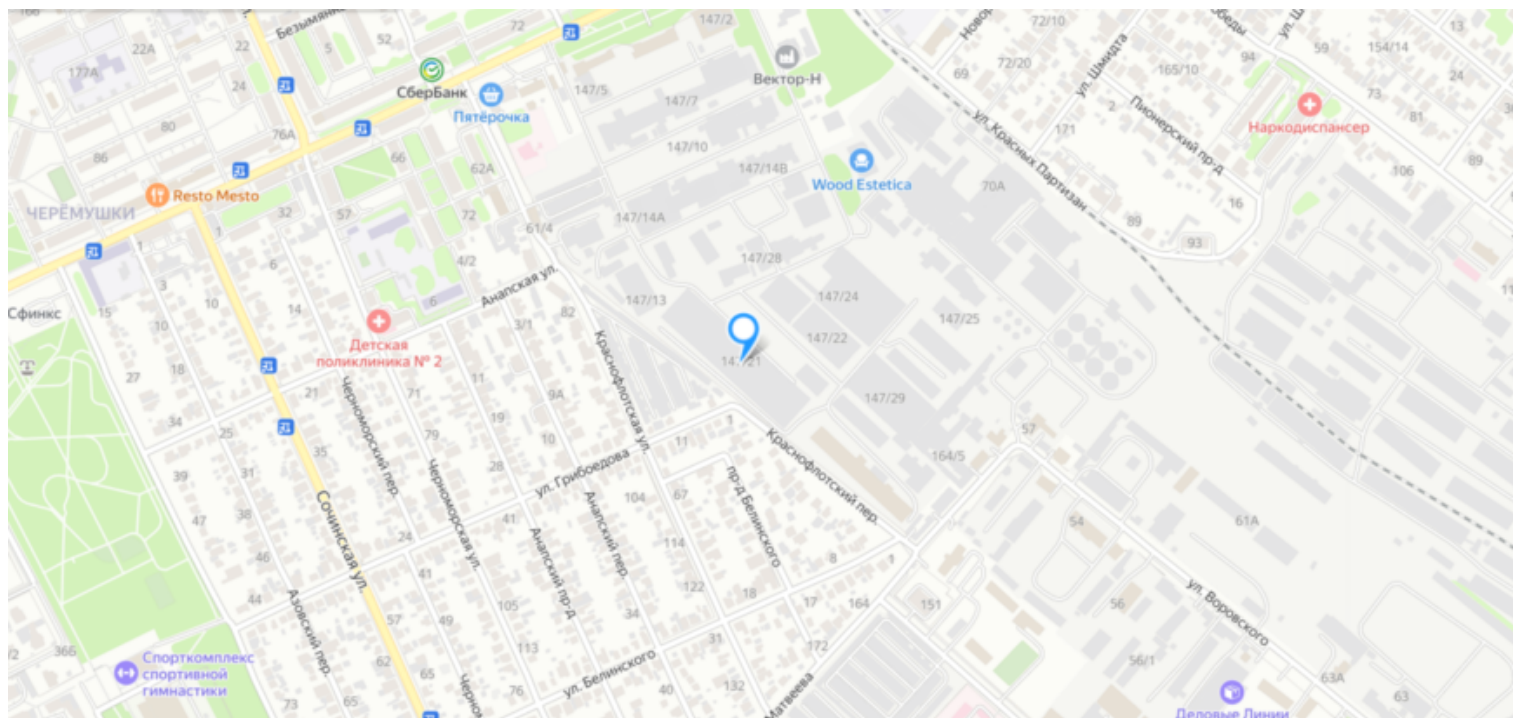 166
22А
22
Безымянная
5
52
72
147/2
72/10
154/14
13
59
94
24
177А
24
СберБанк
Пятёрочка
147/5
147/7
Вектор-Н
69
72/20
ул. Шмидта
165/10
2
Пионерский пр-д
73
81
Наркодиспансер
80
76А
86
66
62А
147/10
147/14В
Wood Estetica
ул. Красных Партизан
171
70А
106
89
Resto Mesto
ЧЕРЁМУШКИ
32
57
72
61/4
147/14А
89
16
93
1
1
6
4/2
Анапская ул.
147/28
3
10
14
6
147/13
147/24
Сфинкс
15
10
3/1
82
147/25
Детская
поликлиника № 2
147/22
147/21
27
18
21
71
11
9А
Краснофлотская ул.
147/29
34
25
Черноморский пер.
79
19
10
1
11
35
Черноморская ул.
28
ул. Грибоедова
Краснофлотский пер.
57
164/5
39
31
104
67
пр-д Белинского
47
38
Сочинская ул.
24
41
Анапский пер.
Анапский пр-д
54
61А
46
114
8
1
44
Азовский пер.
41
105
122
18
17
164
151
56
ул. Воровского
57
49
34
31
172
366
62
65
113
56/1
Спорткомплекс
спортивной
гимнастики
ул. Белинского
73
65
76
40
132
Матвеева
63А
63
Деловые Линии